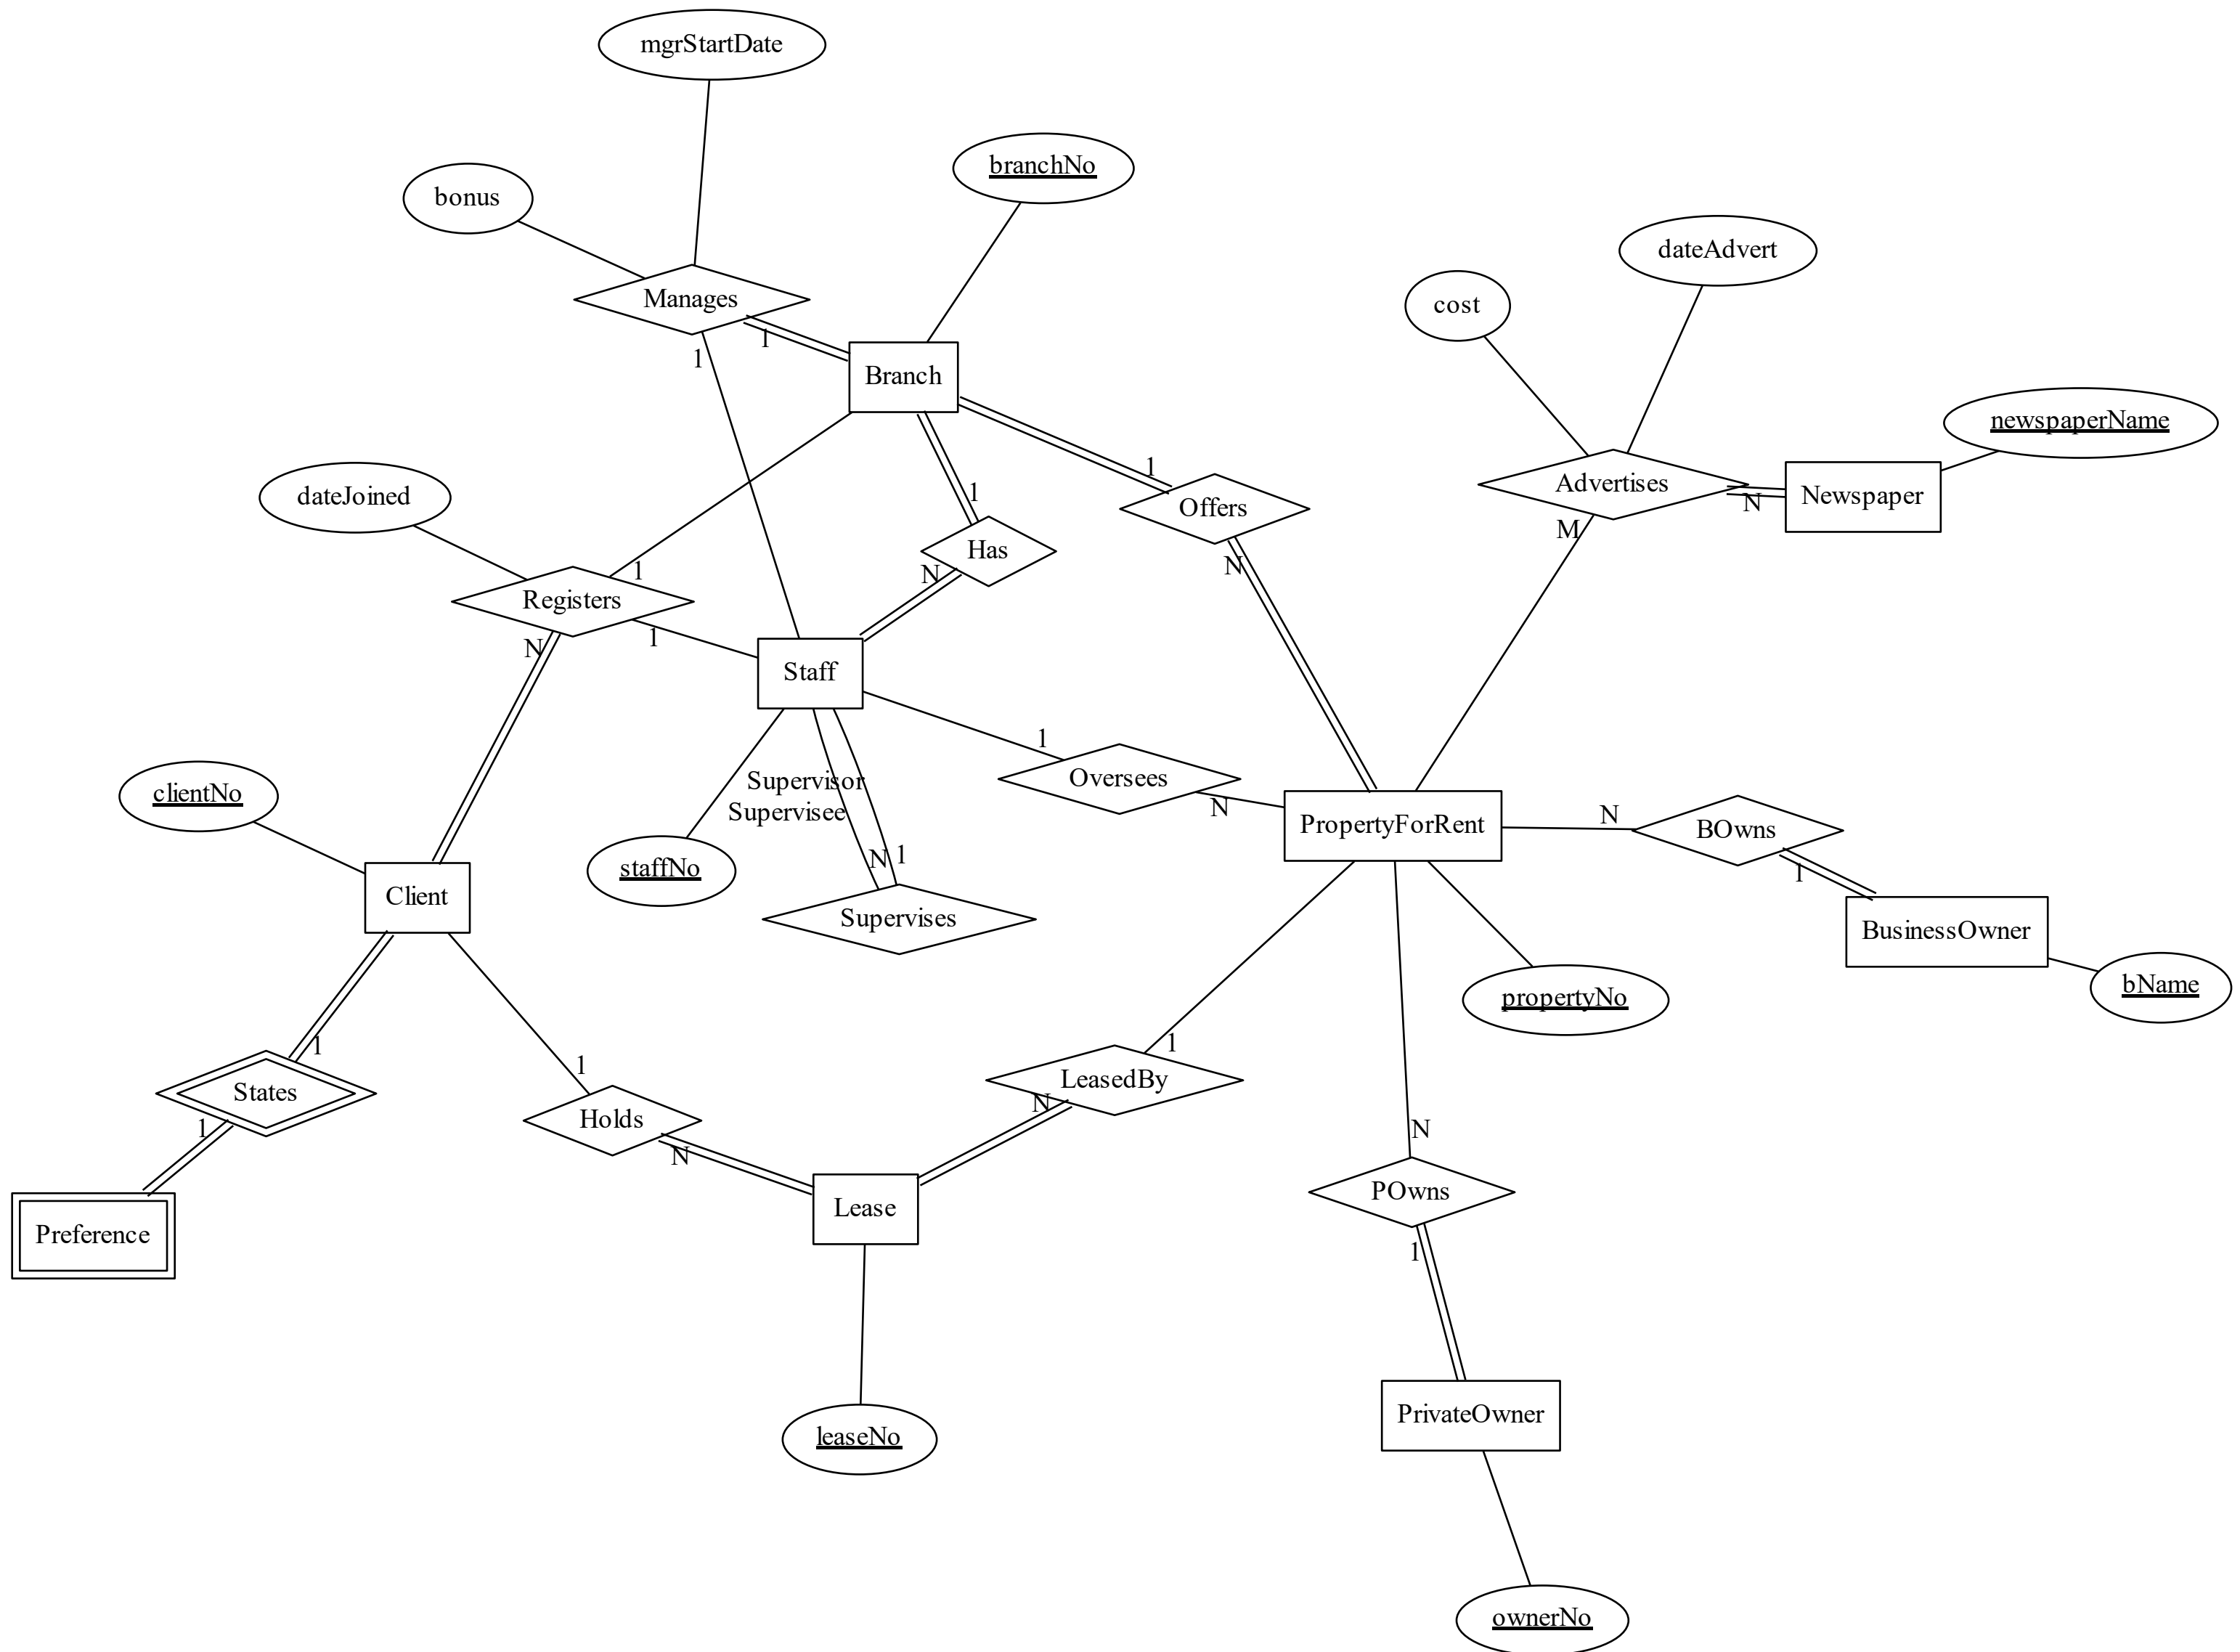 mgrStartDate
bonus
branchNo
dateAdvert
cost
Manages
1
1
Branch
newspaperName
dateJoined
1
1
Offers
Advertises
N
Newspaper
M
Has
N
N
Registers
1
1
N
Staff
Supervisor
Supervisee
1
Oversees
N
PropertyForRent
N
BOwns
1
BusinessOwner
bName
clientNo
Client
staffNo
N
1
Supervises
propertyNo
1
States
1
Preference
1
Holds
N
1
LeasedBy
N
Lease
N
POwns
1
PrivateOwner
leaseNo
ownerNo